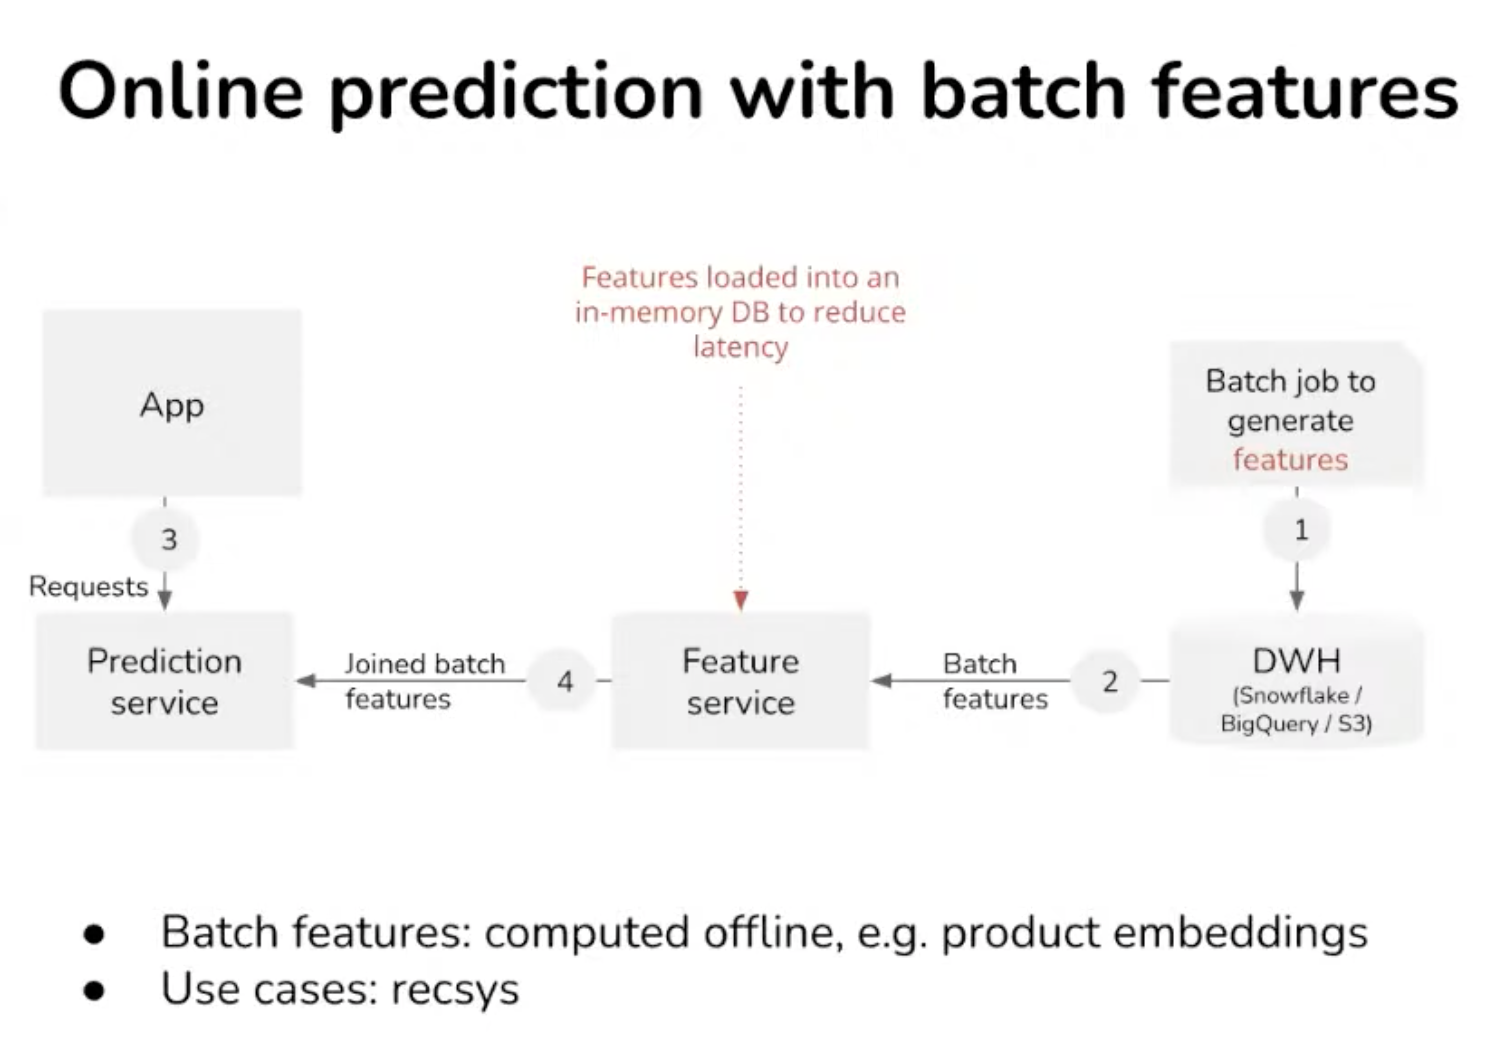 Online prediction with batch features
Features loaded into an
in-memory DB to reduce
latency
App
Batch job to
generate
features
3
1
Requests
Prediction
service
Joined batch
features
4
Feature
service
Batch
features
2
DWH
(Snowflake /
BigQuery / S3)
● Batch features: computed offline, e.g. product embeddings
● Use cases: recsys